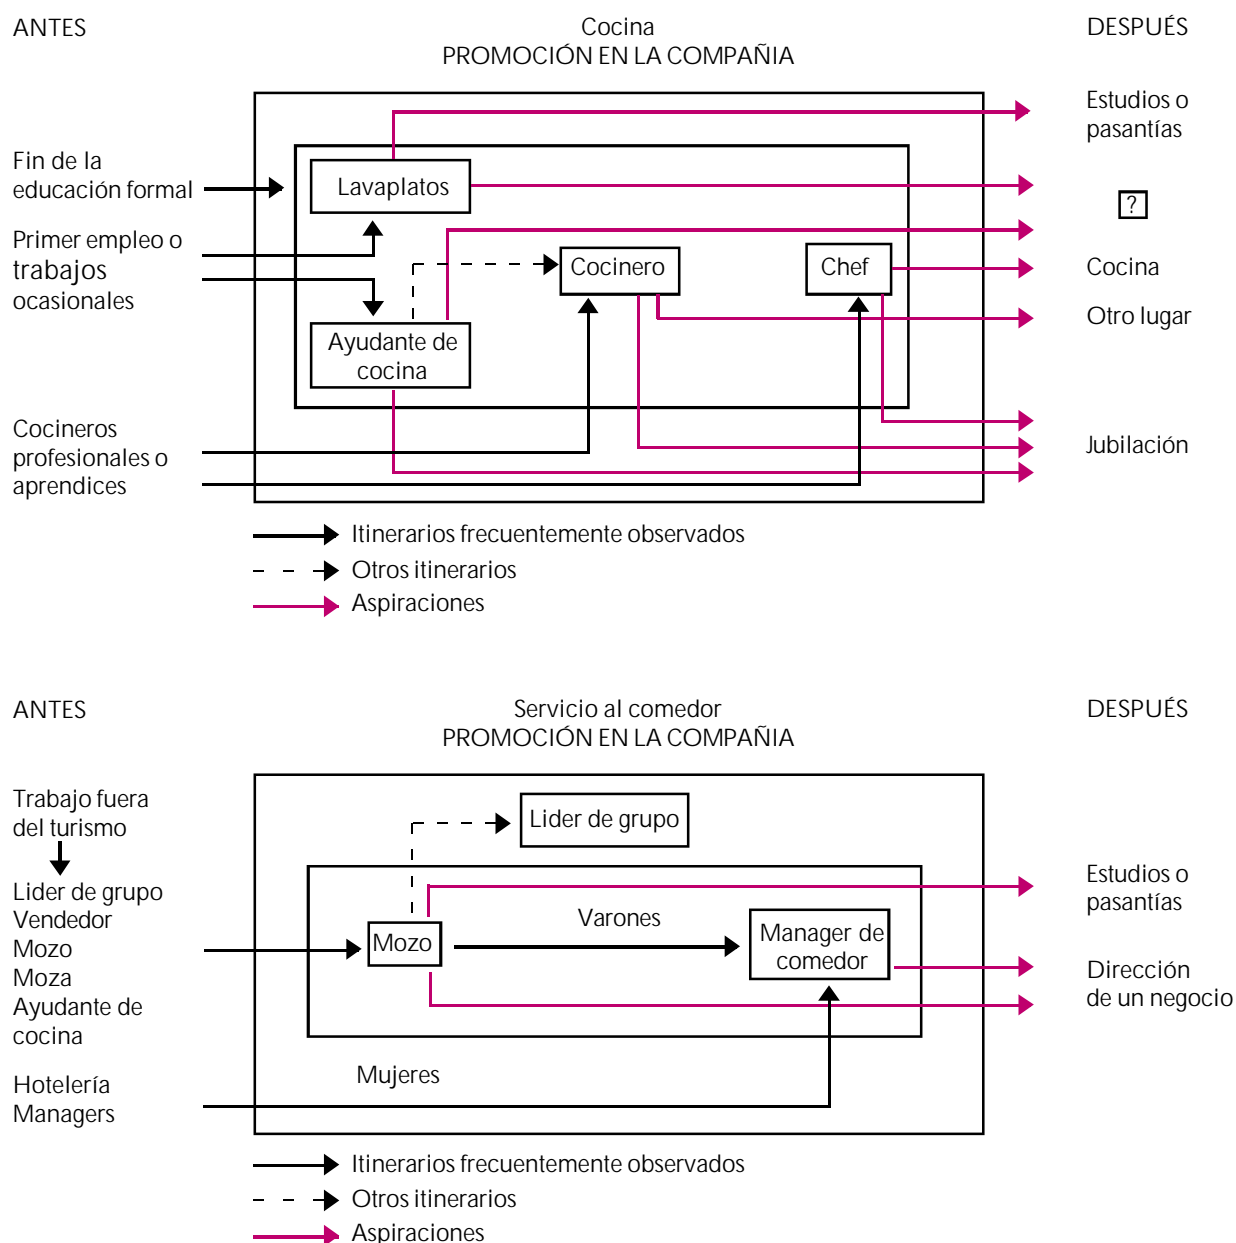 ANTES
Cocina
PROMOCIÓN EN LA COMPAÑIA
DESPUÉS
Fin de la
educación formal
Primer empleo o
trabajos
ocasionales
Cocineros
profesionales o
aprendices
Lavaplatos
Ayudante de
cocina
Cocinero
Chef
Estudios o
pasantías
?
Cocina
Otro lugar
Jubilación
Itinerarios frecuentemente observados
Otros itinerarios
Aspiraciones
ANTES
Servicio al comedor
PROMOCIÓN EN LA COMPAÑIA
DESPUÉS
Trabajo fuera
del turismo
Lider de grupo
Vendedor
Mozo
Moza
Ayudante de
cocina
Hotelería
Managers
Lider de grupo
Mozo
Varones
Manager de
comedor
Mujeres
Estudios o
pasantías
Dirección
de un negocio
Itinerarios frecuentemente observados
Otros itinerarios
Aspiraciones